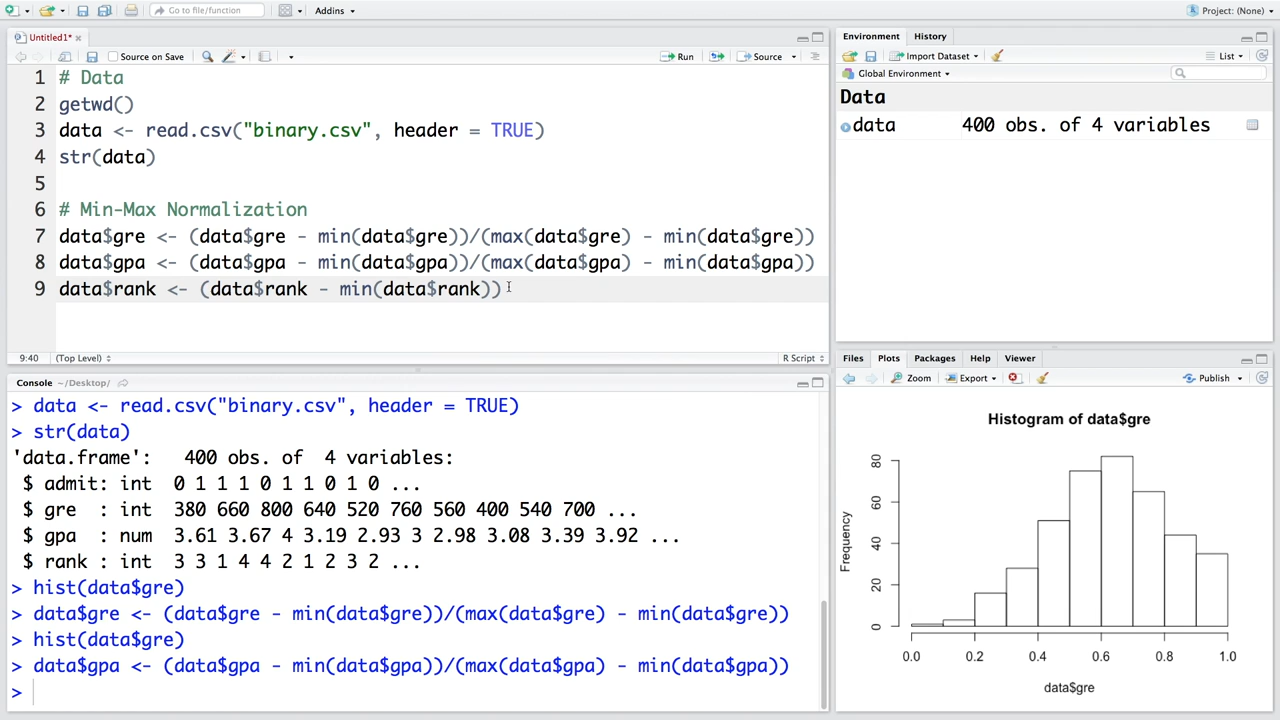 Go to file/function
Addins
Project: (None)
Untitled1*
Source on Save
Run
Source
1 # Data
2 getwd()
3 data <- read.csv("binary.csv", header = TRUE)
4 str(data)
5
6 # Min-Max Normalization
7 data$gre <- (data$gre - min(data$gre))/(max(data$gre) - min(data$gre))
8 data$gpa <- (data$gpa - min(data$gpa))/(max(data$gpa) - min(data$gpa))
9 data$rank <- (data$rank - min(data$rank))
9:40 (Top Level) R Script
Console ~/Desktop/
> data <- read.csv("binary.csv", header = TRUE)
> str(data)
'data.frame': 400 obs. of 4 variables:
$ admit: int 0 1 1 1 0 1 1 0 1 0 ...
$ gre : int 380 660 800 640 520 760 560 400 540 700 ...
$ gpa : num 3.61 3.67 4 3.19 2.93 3 2.98 3.08 3.39 3.92 ...
$ rank : int 3 3 1 4 4 2 1 2 3 2 ...
> hist(data$gre)
> data$gre <- (data$gre - min(data$gre))/(max(data$gre) - min(data$gre))
> hist(data$gre)
> data$gpa <- (data$gpa - min(data$gpa))/(max(data$gpa) - min(data$gpa))
>
Environment History
Import Dataset List
Global Environment
Data
data 400 obs. of 4 variables
Files Plots Packages Help Viewer
Zoom Export Publish
Histogram of data$gre
Frequency
0 20 40 60 80
0.0 0.2 0.4 0.6 0.8 1.0
data$gre